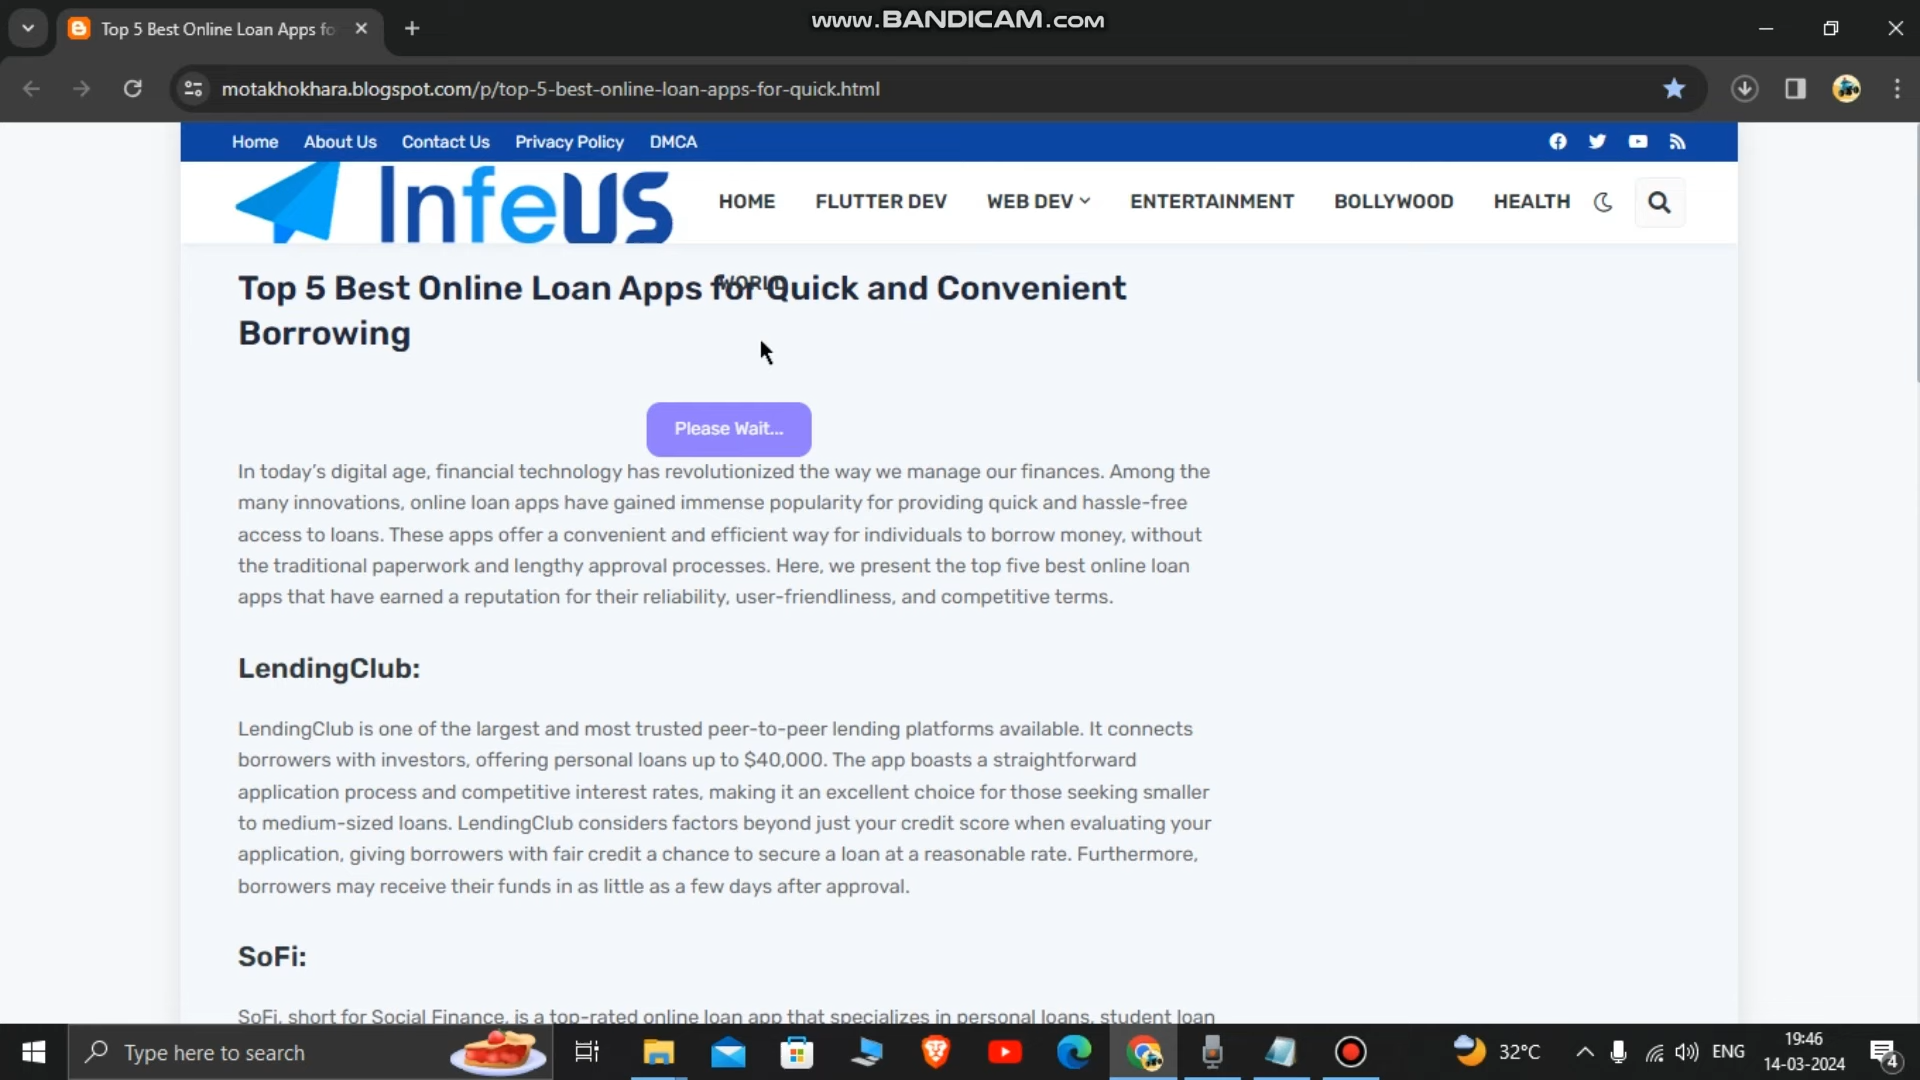 www.BANDICAM.com
Top 5 Best Online Loan Apps fo
motakhokhara.blogspot.com/p/top-5-best-online-loan-apps-for-quick.html
Home About Us Contact Us Privacy Policy DMCA
InfeUS
HOME FLUTTER DEV WEB DEV ENTERTAINMENT BOLLYWOOD HEALTH
WORLD
Top 5 Best Online Loan Apps for Quick and Convenient
Borrowing
Please Wait...
In today's digital age, financial technology has revolutionized the way we manage our finances. Among the
many innovations, online loan apps have gained immense popularity for providing quick and hassle-free
access to loans. These apps offer a convenient and efficient way for individuals to borrow money, without
the traditional paperwork and lengthy approval processes. Here, we present the top five best online loan
apps that have earned a reputation for their reliability, user-friendliness, and competitive terms.
LendingClub:
LendingClub is one of the largest and most trusted peer-to-peer lending platforms available. It connects
borrowers with investors, offering personal loans up to $40,000. The app boasts a straightforward
application process and competitive interest rates, making it an excellent choice for those seeking smaller
to medium-sized loans. LendingClub considers factors beyond just your credit score when evaluating your
application, giving borrowers with fair credit a chance to secure a loan at a reasonable rate. Furthermore,
borrowers may receive their funds in as little as a few days after approval.
SoFi:
SoFi, short for Social Finance, is a top-rated online loan app that specializes in personal loans, student loan
Type here to search
32°C
ENG
19:46
14-03-2024
4